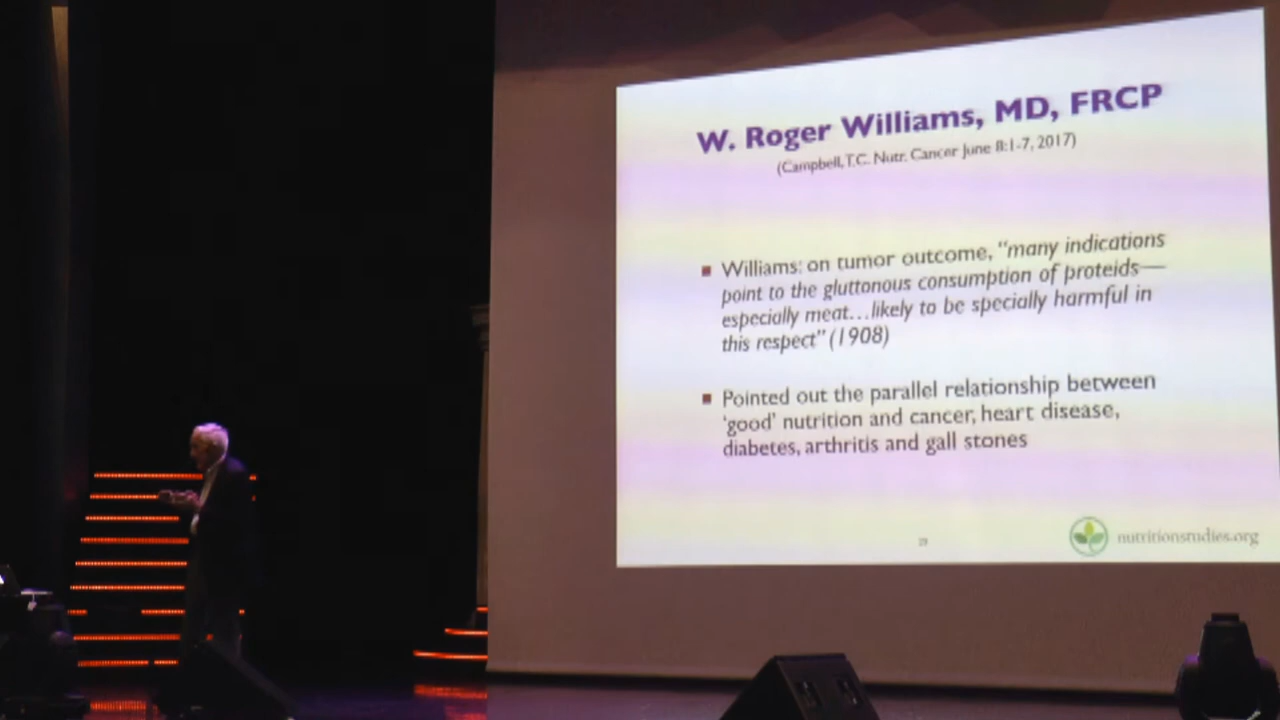 W. Roger Williams, MD, FRCP
(Campbell, T.C. Nutr. Cancer June 8:1-7, 2017)
Williams: on tumor outcome, “many indications
point to the gluttonous consumption of proteids—
especially meat…likely to be specially harmful in
this respect” (1908)
Pointed out the parallel relationship between
‘good’ nutrition and cancer, heart disease,
diabetes, arthritis and gall stones
nutritionstudies.org